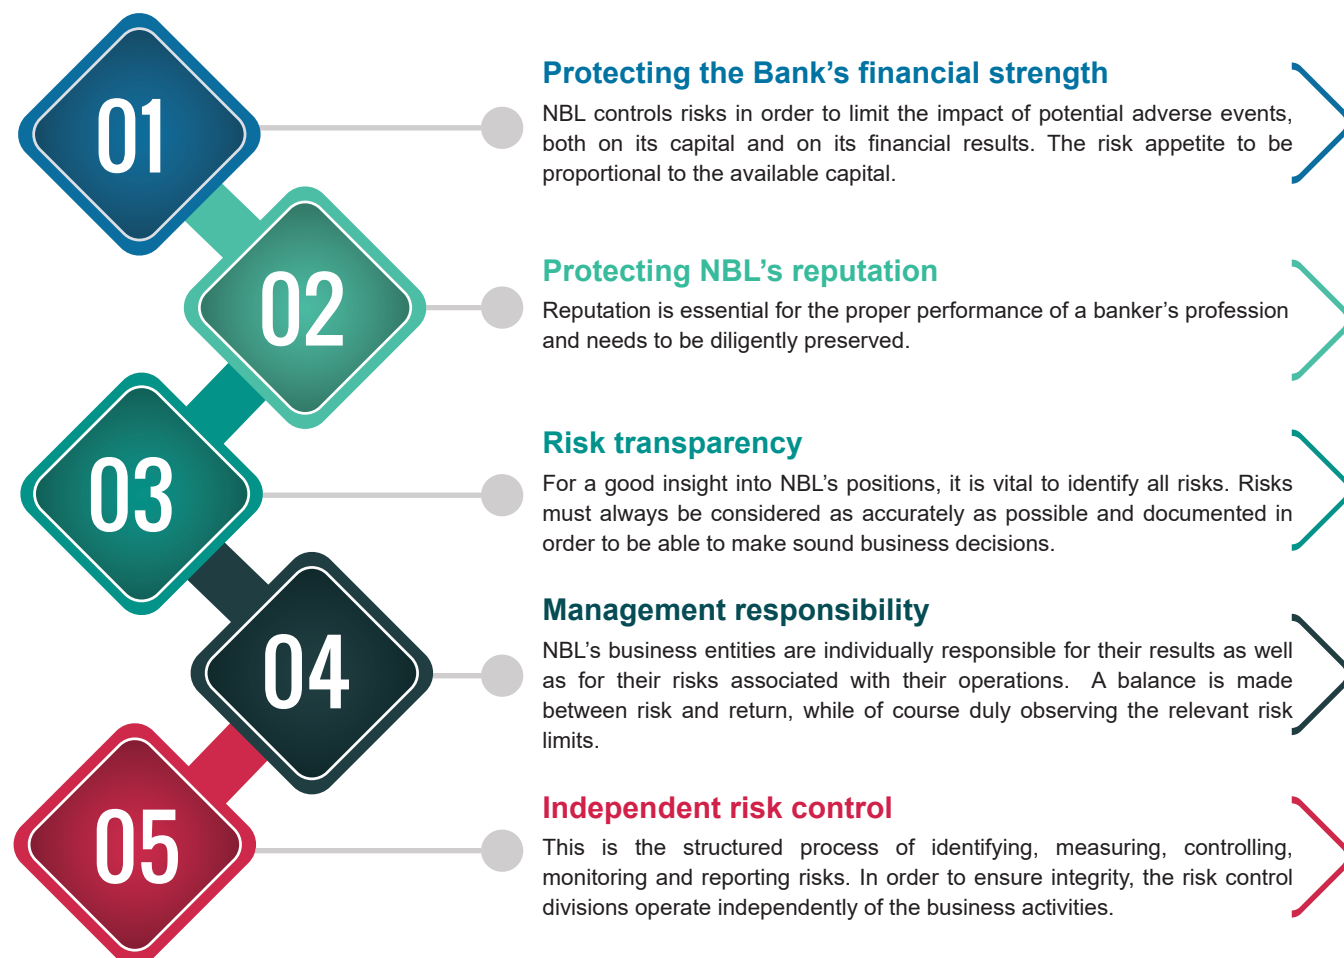 01
Protecting the Bank’s financial strength
NBL controls risks in order to limit the impact of potential adverse events,
both on its capital and on its financial results. The risk appetite to be
proportional to the available capital.
02
Protecting NBL’s reputation
Reputation is essential for the proper performance of a banker’s profession
and needs to be diligently preserved.
03
Risk transparency
For a good insight into NBL’s positions, it is vital to identify all risks. Risks
must always be considered as accurately as possible and documented in
order to be able to make sound business decisions.
04
Management responsibility
NBL’s business entities are individually responsible for their results as well
as for their risks associated with their operations.  A balance is made
between risk and return, while of course duly observing the relevant risk
limits.
05
Independent risk control
This is the structured process of identifying, measuring, controlling,
monitoring and reporting risks. In order to ensure integrity, the risk control
divisions operate independently of the business activities.